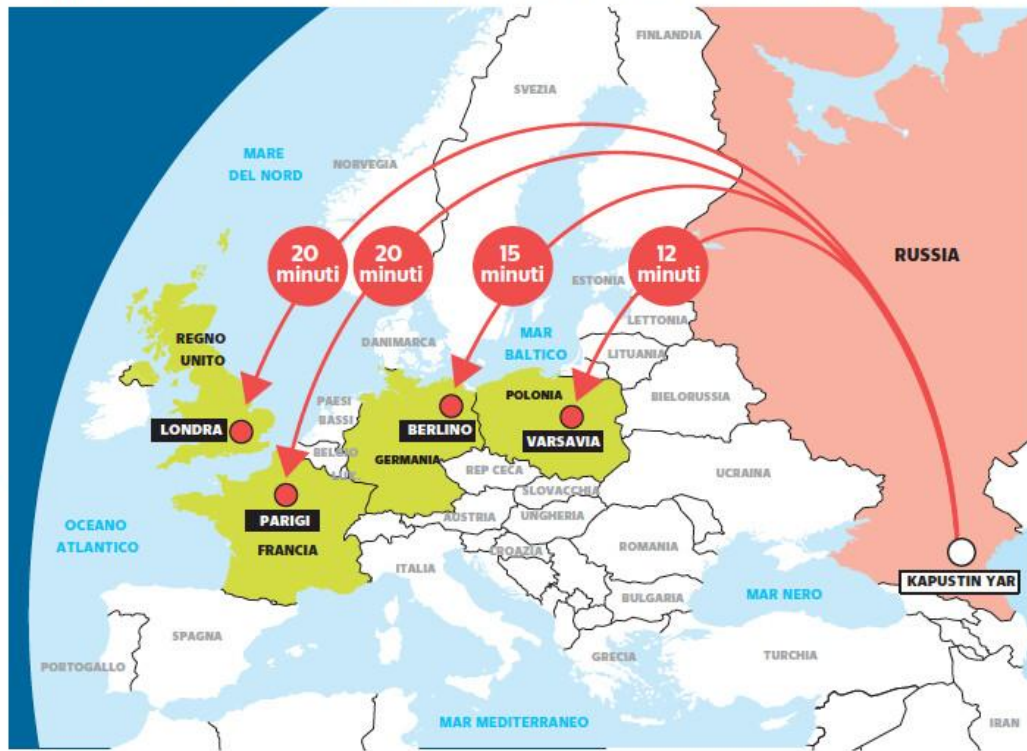 FINLANDIA
SVEZIA
NORVEGIA
MARE
DEL NORD
20
minuti
20
minuti
15
minuti
12
minuti
RUSSIA
ESTONIA
LETTONIA
MAR
BALTICO
LITUANIA
DANIMARCA
REGNO
UNITO
PAESI
BASSI
POLONIA
BIELORUSSIA
LONDRA
BERLINO
VARSAVIA
BELGIO
LUX
GERMANIA
REP CECA
UCRAINA
SLOVACCHIA
PARIGI
AUSTRIA
UNGHERIA
OCEANO
ATLANTICO
FRANCIA
CROAZIA
ROMANIA
ITALIA
KAPUSTIN YAR
BULGARIA
MAR NERO
SPAGNA
PORTOGALLO
GRECIA
TURCHIA
MAR MEDITERRANEO
IRAN